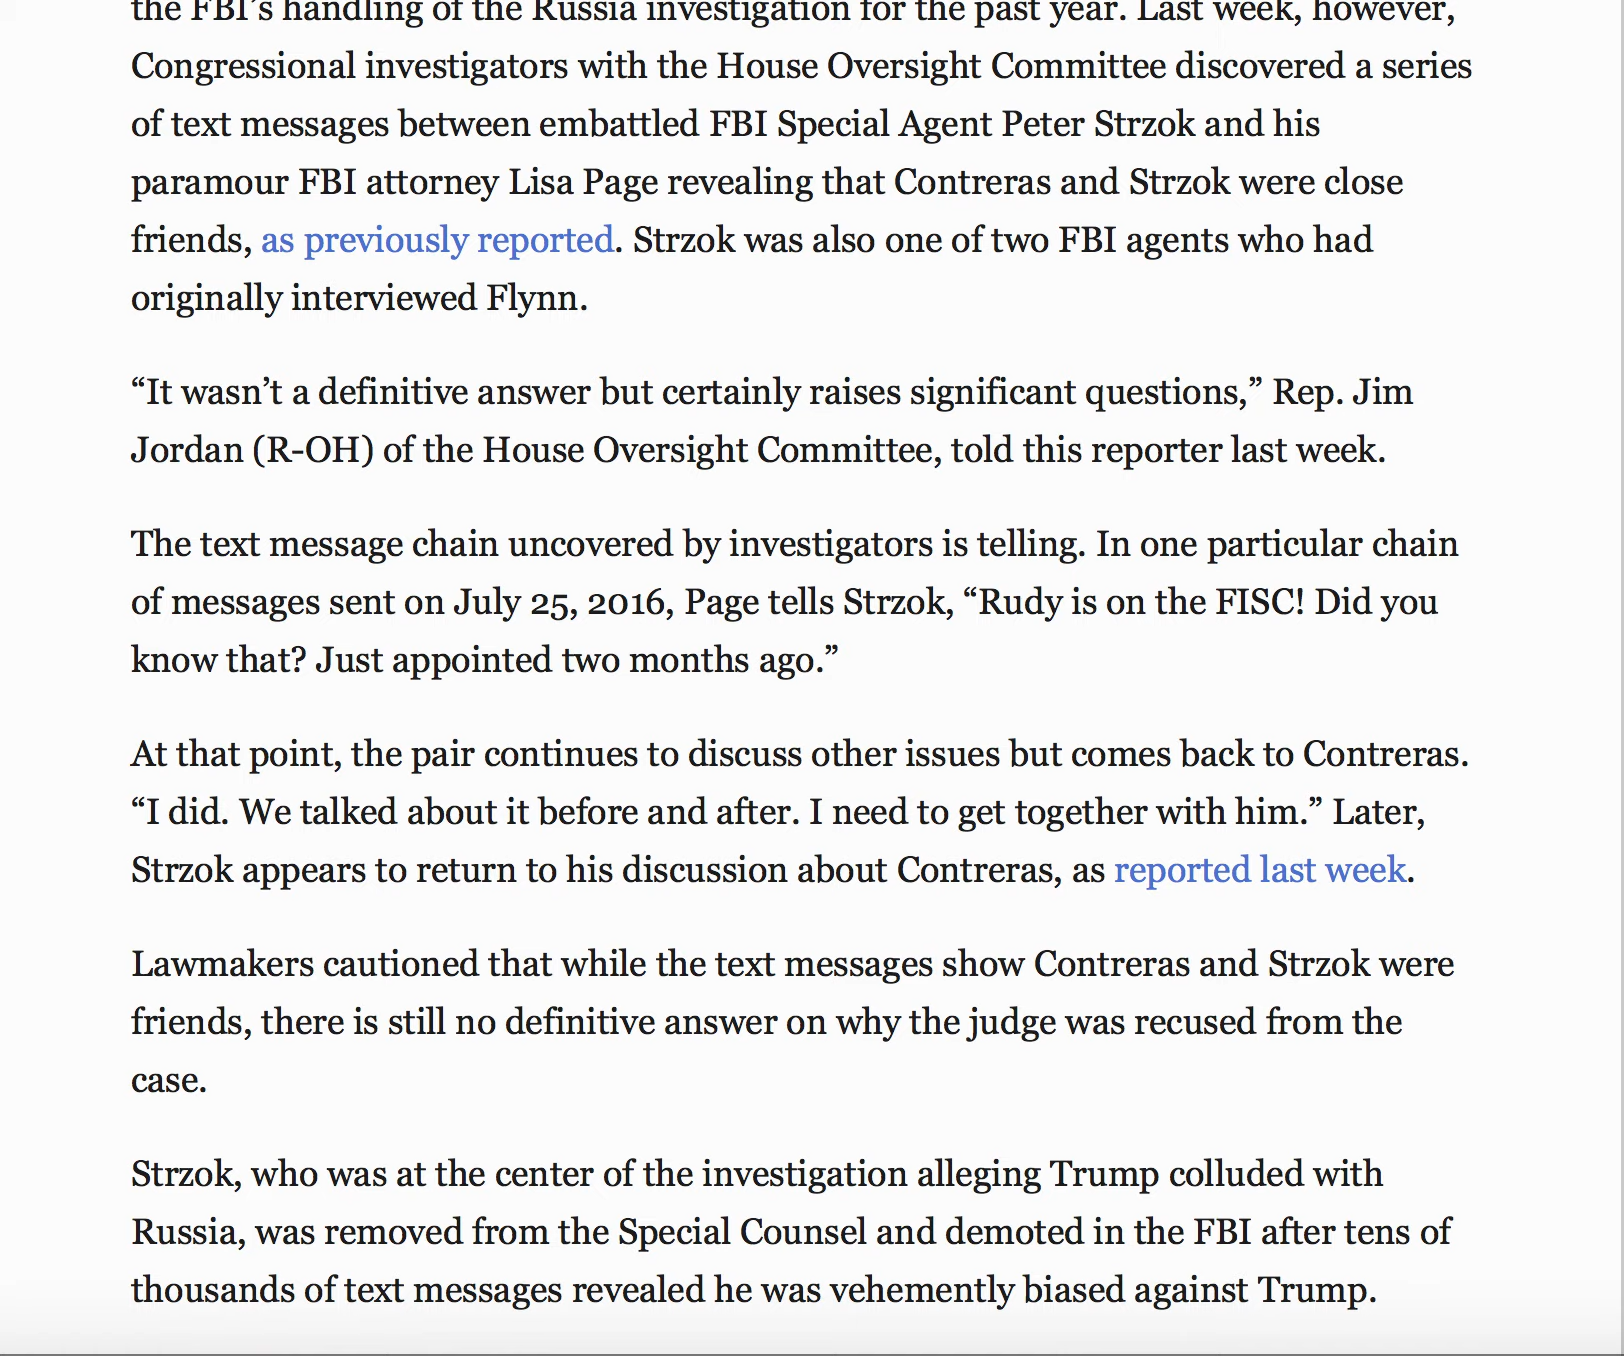 the FBI’s handling of the Russia investigation for the past year. Last week, however,
Congressional investigators with the House Oversight Committee discovered a series
of text messages between embattled FBI Special Agent Peter Strzok and his
paramour FBI attorney Lisa Page revealing that Contreras and Strzok were close
friends, as previously reported. Strzok was also one of two FBI agents who had
originally interviewed Flynn.
“It wasn’t a definitive answer but certainly raises significant questions,” Rep. Jim
Jordan (R-OH) of the House Oversight Committee, told this reporter last week.
The text message chain uncovered by investigators is telling. In one particular chain
of messages sent on July 25, 2016, Page tells Strzok, “Rudy is on the FISC! Did you
know that? Just appointed two months ago.”
At that point, the pair continues to discuss other issues but comes back to Contreras.
“I did. We talked about it before and after. I need to get together with him.” Later,
Strzok appears to return to his discussion about Contreras, as reported last week.
Lawmakers cautioned that while the text messages show Contreras and Strzok were
friends, there is still no definitive answer on why the judge was recused from the
case.
Strzok, who was at the center of the investigation alleging Trump colluded with
Russia, was removed from the Special Counsel and demoted in the FBI after tens of
thousands of text messages revealed he was vehemently biased against Trump.